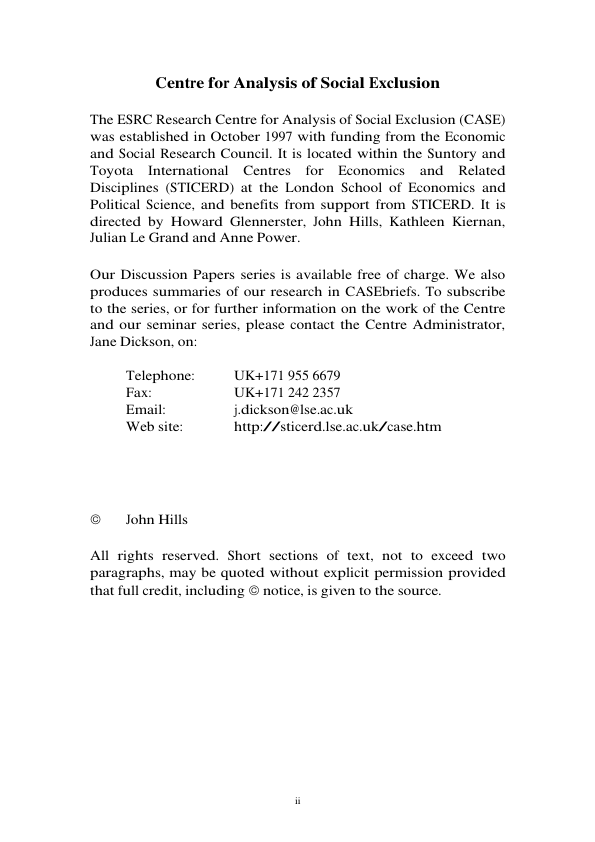 Centre for Analysis of Social Exclusion
The ESRC Research Centre for Analysis of Social Exclusion (CASE)
was established in October 1997 with funding from the Economic
and Social Research Council. It is located within the Suntory and
Toyota International Centres for Economics and Related
Disciplines (STICERD) at the London School of Economics and
Political Science, and benefits from support from STICERD. It is
directed by Howard Glennerster, John Hills, Kathleen Kiernan,
Julian Le Grand and Anne Power.
Our Discussion Papers series is available free of charge. We also
produces summaries of our research in CASEbriefs. To subscribe
to the series, or for further information on the work of the Centre
and our seminar series, please contact the Centre Administrator,
Jane Dickson, on:
Telephone: UK+171 955 6679
Fax: UK+171 242 2357
Email: j.dickson@lse.ac.uk
Web site: http://sticerd.lse.ac.uk/case.htm
© John Hills
All rights reserved. Short sections of text, not to exceed two
paragraphs, may be quoted without explicit permission provided
that full credit, including © notice, is given to the source.
ii